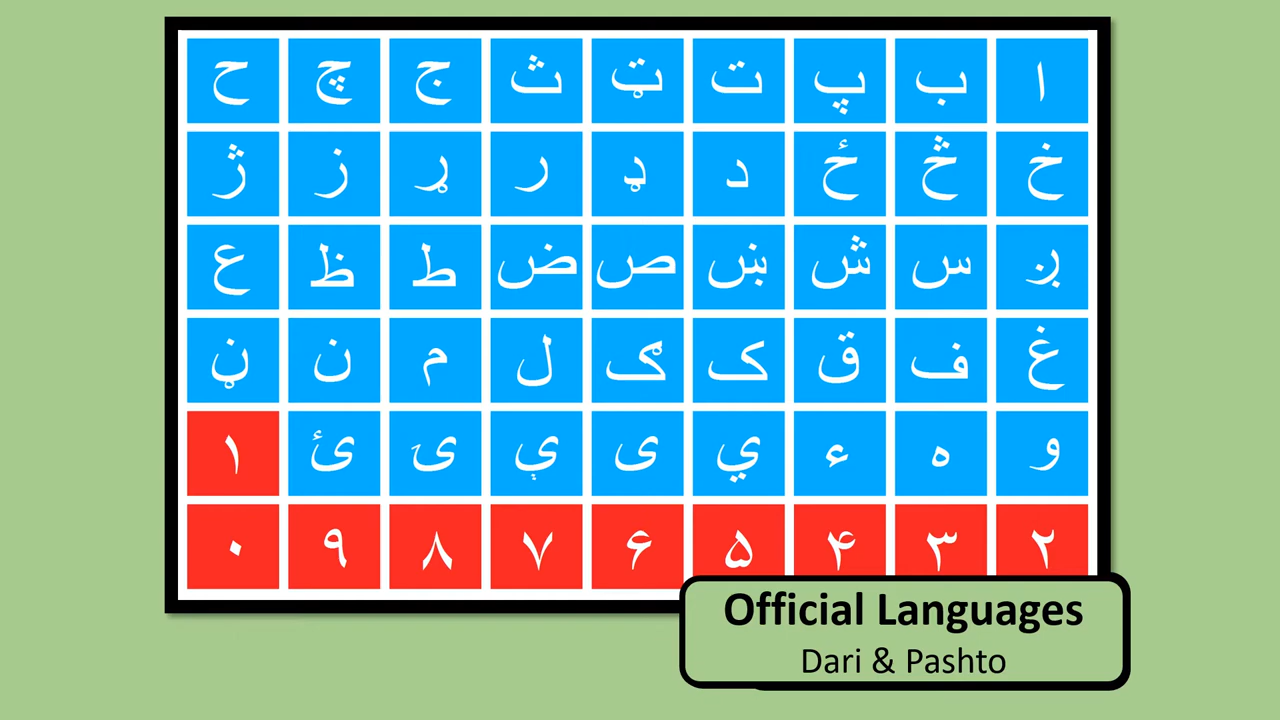 ا ب پ ت ټ ث ج چ ح
خ څ ځ د ډ ر ړ ز ژ
ږ س ش ښ ص ض ط ظ ع
غ ف ق ک ګ ل م ن ڼ
و ه ء ي ی ې ۍ ئ ۱
۲ ۳ ۴ ۵ ۶ ۷ ۸ ۹ ۰
Official Languages
Dari & Pashto